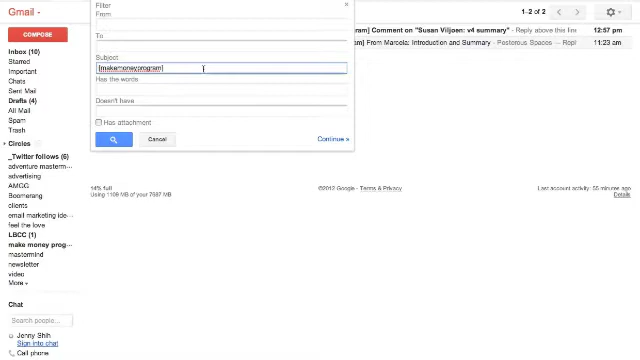 Gmail
Filter
From
To
Subject
[makemoneyprogram]
Has the words
Doesn't have
Has attachment
Cancel
Continue »
1–2 of 2
ram] Comment on "Susan Viljoen: v4 summary" - Reply above this line 12:57 pm
am] From Marcela: Introduction and Summary - Posterous Spaces — Reply 11:23 am
COMPOSE
Inbox (10)
Starred
Important
Chats
Sent Mail
Drafts (4)
All Mail
Spam
Trash
Circles
_Twitter follows (6)
adventure masterm...
advertising
AMGG
Boomerang
clients
email marketing ide...
feel the love
LBCC (1)
make money prog...
mastermind
newsletter
video
More
14% full
Using 1109 MB of your 7687 MB
©2012 Google - Terms & Privacy
Last account activity: 55 minutes ago
Details
Chat
Search people...
Jenny Shih
Sign into chat
Call phone